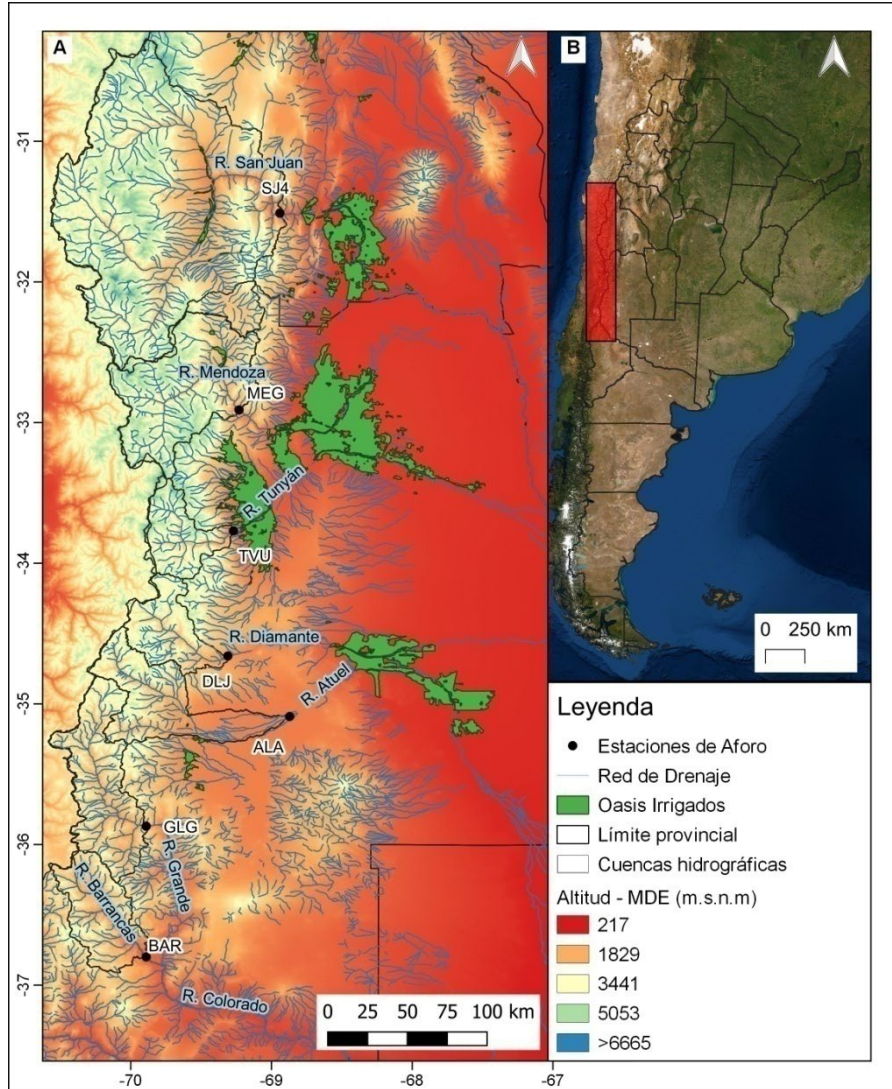 A
B
-31
-32
-33
-34
-35
-36
-37
-70
-69
-68
-67
R. San Juan
SJ4
R. Mendoza
MEG
R. Tunyán
TVU
R. Diamante
DLJ
R. Atuel
ALA
GLG
R. Grande
R. Barrancas
BAR
R. Colorado
0 25 50 75 100 km
0 250 km
Leyenda
Estaciones de Aforo
Red de Drenaje
Oasis Irrigados
Límite provincial
Cuencas hidrográficas
Altitud - MDE (m.s.n.m)
217
1829
3441
5053
>6665